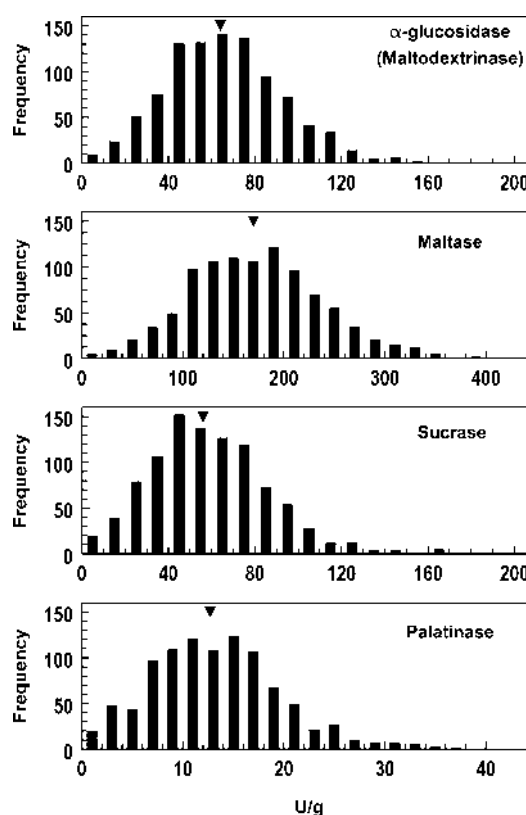 α-glucosidase
(Maltodextrinase)
Frequency
150
100
50
0
0 40 80 120 160 200
Maltase
Frequency
150
100
50
0
0 100 200 300 400
Sucrase
Frequency
150
100
50
0
0 40 80 120 160 200
Palatinase
Frequency
150
100
50
0
0 10 20 30 40
U/g